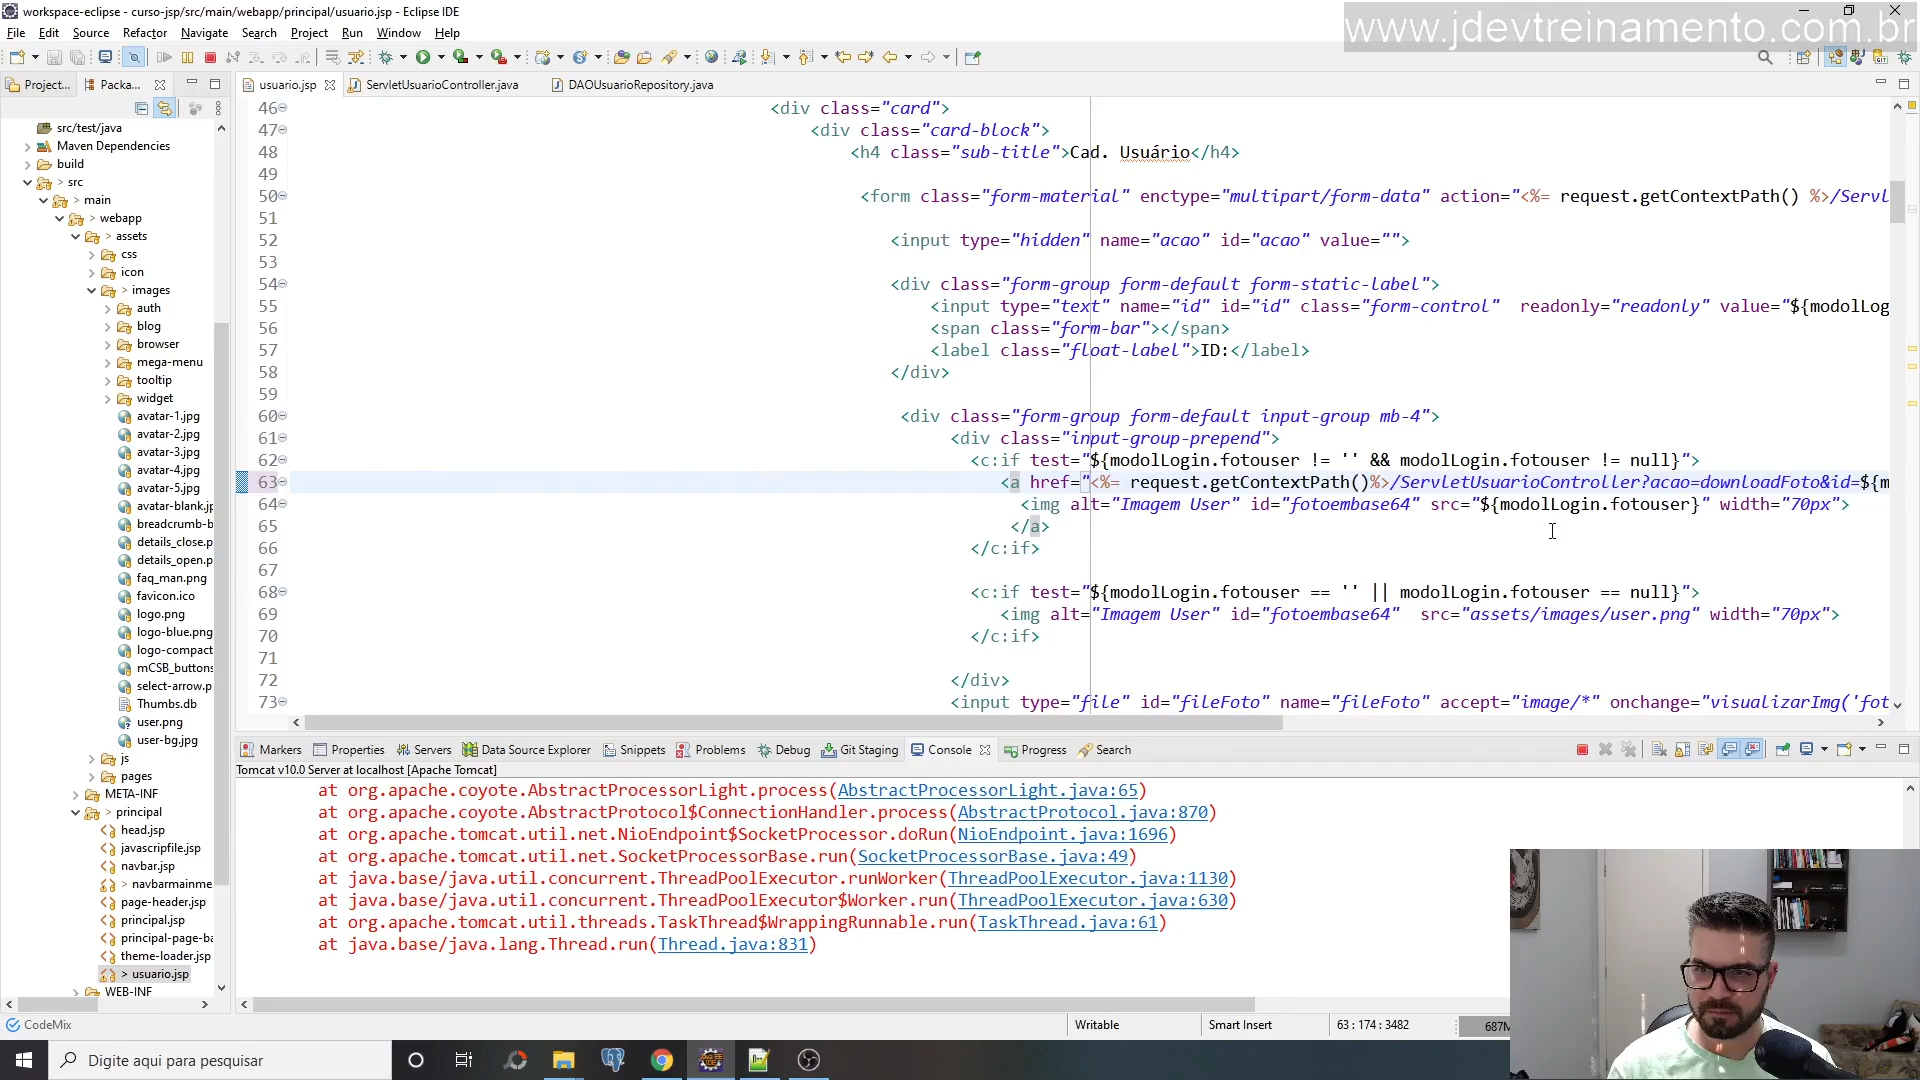 workspace-eclipse - curso-jsp/src/main/webapp/principal/usuario.jsp - Eclipse IDE
www.jdevtreinamento.com.br
File Edit Source Refactor Navigate Search Project Run Window Help
Project... Packa...
usuario.jsp ServletUsuarioController.java DAOUsuarioRepository.java
src/test/java
Maven Dependencies
build
> src
> main
> webapp
> assets
css
icon
> images
auth
blog
browser
mega-menu
tooltip
widget
avatar-1.jpg
avatar-2.jpg
avatar-3.jpg
avatar-4.jpg
avatar-5.jpg
avatar-blank.jp
breadcrumb-b
details_close.p
details_open.p
faq_man.png
favicon.ico
logo.png
logo-blue.png
logo-compact
mCSB_buttons
select-arrow.p
Thumbs.db
user.png
user-bg.jpg
js
pages
META-INF
> principal
head.jsp
javascripfile.jsp
navbar.jsp
> navbarmainme
page-header.jsp
principal.jsp
principal-page-ba
theme-loader.jsp
> usuario.jsp
WEB-INF
46 <div class="card">
47 <div class="card-block">
48 <h4 class="sub-title">Cad. Usuário</h4>
49
50 <form class="form-material" enctype="multipart/form-data" action="<%= request.getContextPath() %>/Servl
51
52 <input type="hidden" name="acao" id="acao" value="">
53
54 <div class="form-group form-default form-static-label">
55 <input type="text" name="id" id="id" class="form-control"  readonly="readonly" value="${modolLog
56 <span class="form-bar"></span>
57 <label class="float-label">ID:</label>
58 </div>
59
60 <div class="form-group form-default input-group mb-4">
61 <div class="input-group-prepend">
62 <c:if test="${modolLogin.fotouser != '' && modolLogin.fotouser != null}">
63 <a href="<%= request.getContextPath()%>/ServletUsuarioController?acao=downloadFoto&id=${m
64 <img alt="Imagem User" id="fotoembase64" src="${modolLogin.fotouser}" width="70px">
65 </a>
66 </c:if>
67
68 <c:if test="${modolLogin.fotouser == '' || modolLogin.fotouser == null}">
69 <img alt="Imagem User" id="fotoembase64"  src="assets/images/user.png" width="70px">
70 </c:if>
71
72 </div>
73 <input type="file" id="fileFoto" name="fileFoto" accept="image/*" onchange="visualizarImg('fot
Markers Properties Servers Data Source Explorer Snippets Problems Debug Git Staging Console Progress Search
Tomcat v10.0 Server at localhost [Apache Tomcat]
at org.apache.coyote.AbstractProcessorLight.process(AbstractProcessorLight.java:65)
at org.apache.coyote.AbstractProtocol$ConnectionHandler.process(AbstractProtocol.java:870)
at org.apache.tomcat.util.net.NioEndpoint$SocketProcessor.doRun(NioEndpoint.java:1696)
at org.apache.tomcat.util.net.SocketProcessorBase.run(SocketProcessorBase.java:49)
at java.base/java.util.concurrent.ThreadPoolExecutor.runWorker(ThreadPoolExecutor.java:1130)
at java.base/java.util.concurrent.ThreadPoolExecutor$Worker.run(ThreadPoolExecutor.java:630)
at org.apache.tomcat.util.threads.TaskThread$WrappingRunnable.run(TaskThread.java:61)
at java.base/java.lang.Thread.run(Thread.java:831)
CodeMix Writable Smart Insert 63 : 174 : 3482 687M
Digite aqui para pesquisar